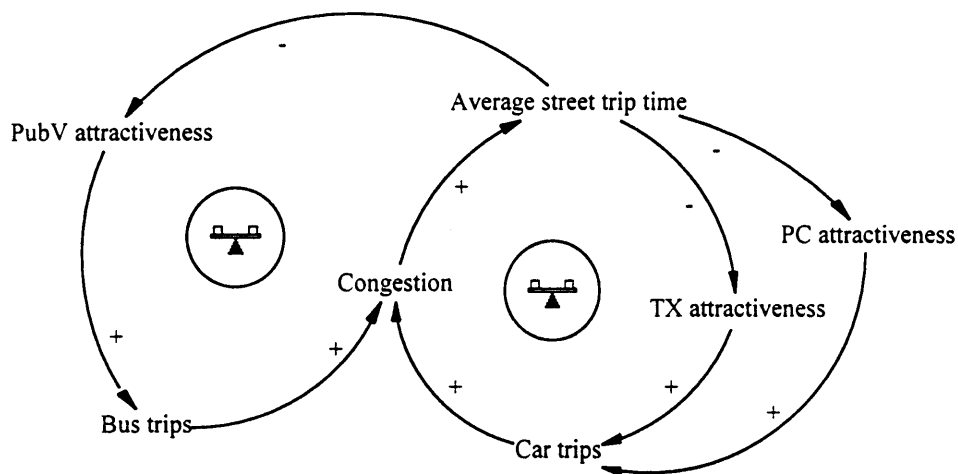 -
Average street trip time
PubV attractiveness
-
+
-
PC attractiveness
Congestion
TX attractiveness
+
+
+
+
+
Bus trips
Car trips